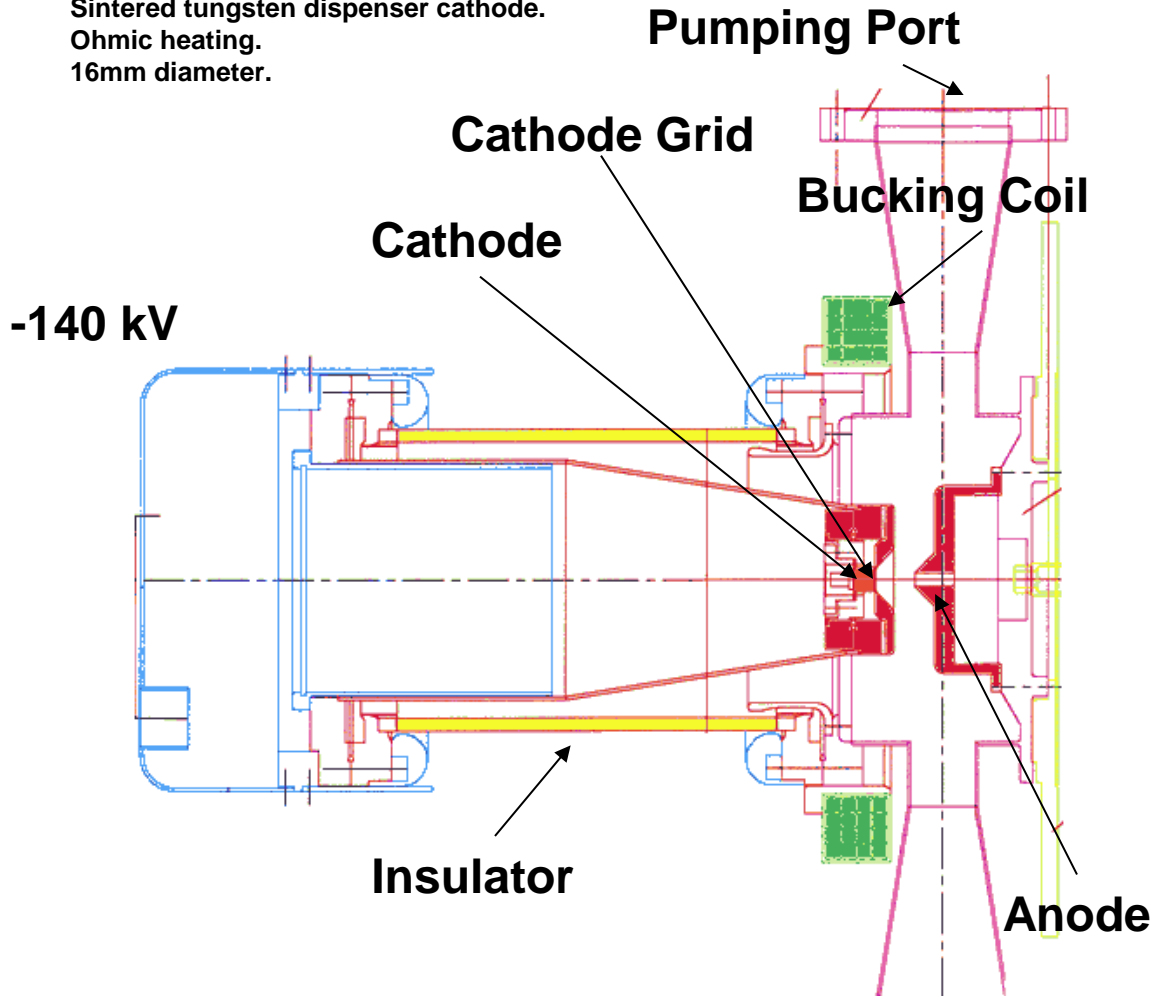 Sintered tungsten dispenser cathode.
Ohmic heating.
16mm diameter.
Pumping Port
Cathode Grid
Bucking Coil
Cathode
-140 kV
Insulator
Anode